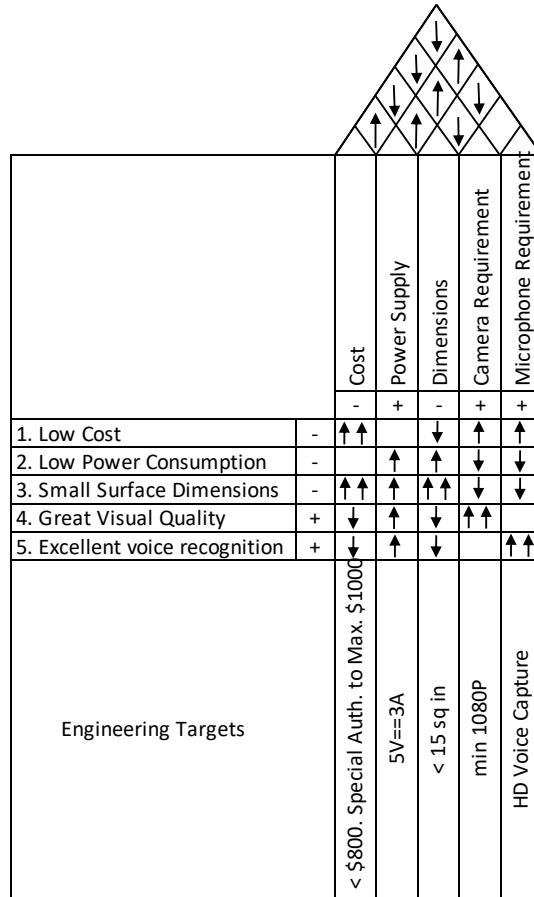 Cost
Power Supply
Dimensions
Camera Requirement
Microphone Requirement
- + - + +
1. Low Cost - ↑↑ ↓ ↑ ↑
2. Low Power Consumption - ↑ ↑ ↓ ↓
3. Small Surface Dimensions - ↑↑ ↑ ↑↑ ↓ ↓
4. Great Visual Quality + ↓ ↑ ↓ ↑↑
5. Excellent voice recognition + ↓ ↑ ↓ ↑↑
Engineering Targets
< $800. Special Auth. to Max. $1000
5V==3A
< 15 sq in
min 1080P
HD Voice Capture